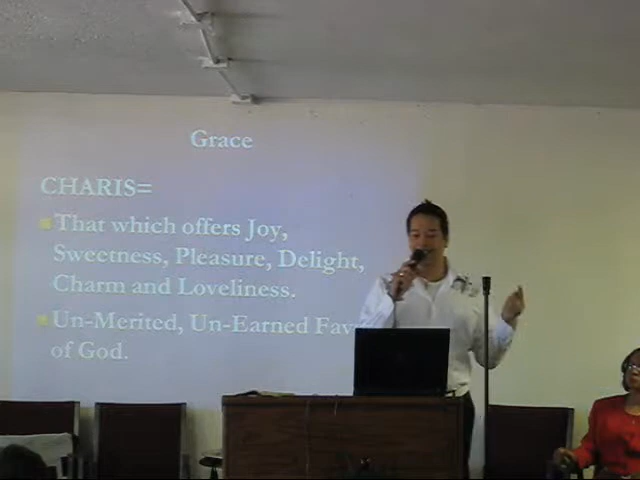 Grace
CHARIS=
That which offers Joy,
Sweetness, Pleasure, Delight,
Charm and Loveliness.
Un-Merited, Un-Earned Fav
of God.